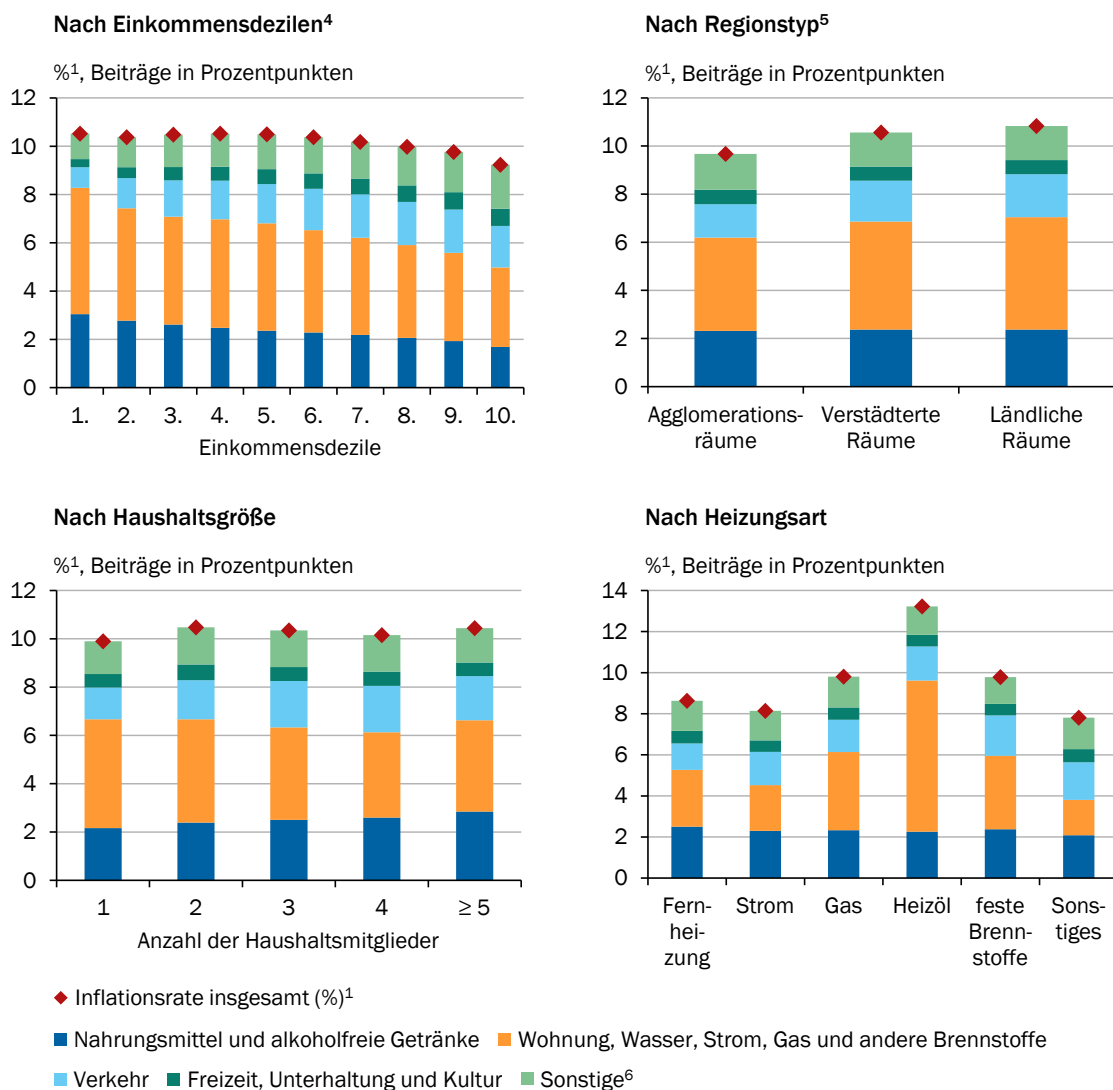 Nach Einkommensdezilen⁴
%¹, Beiträge in Prozentpunkten
12
10
8
6
4
2
0
1. 2. 3. 4. 5. 6. 7. 8. 9. 10.
Einkommensdezile
Nach Regionstyp⁵
%¹, Beiträge in Prozentpunkten
12
10
8
6
4
2
0
Agglomerations-
räume
Verstädterte
Räume
Ländliche
Räume
Nach Haushaltsgröße
%¹, Beiträge in Prozentpunkten
12
10
8
6
4
2
0
1 2 3 4 ≥ 5
Anzahl der Haushaltsmitglieder
Nach Heizungsart
%¹, Beiträge in Prozentpunkten
14
12
10
8
6
4
2
0
Fern-
hei-
zung
Strom
Gas
Heizöl
feste
Brenn-
stoffe
Sons-
tiges
Inflationsrate insgesamt (%)¹
Nahrungsmittel und alkoholfreie Getränke Wohnung, Wasser, Strom, Gas und andere Brennstoffe
Verkehr Freizeit, Unterhaltung und Kultur Sonstige⁶